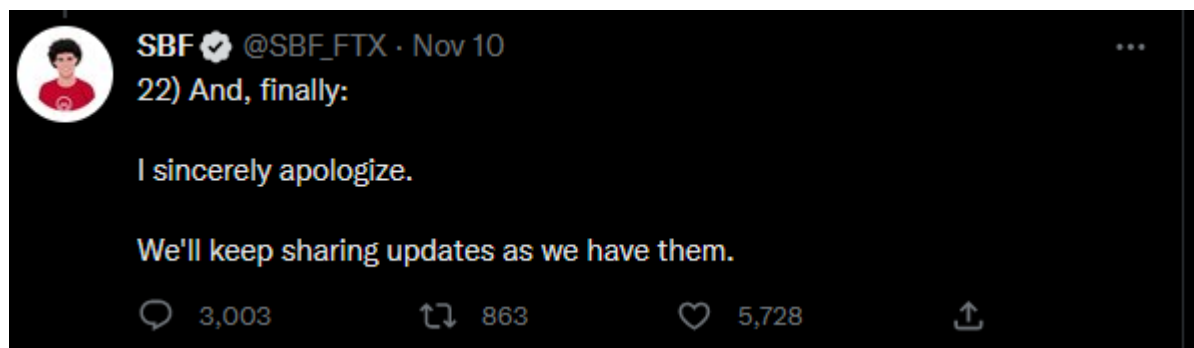 SBF @SBF_FTX · Nov 10
22) And, finally:
I sincerely apologize.
We'll keep sharing updates as we have them.
3,003 863 5,728